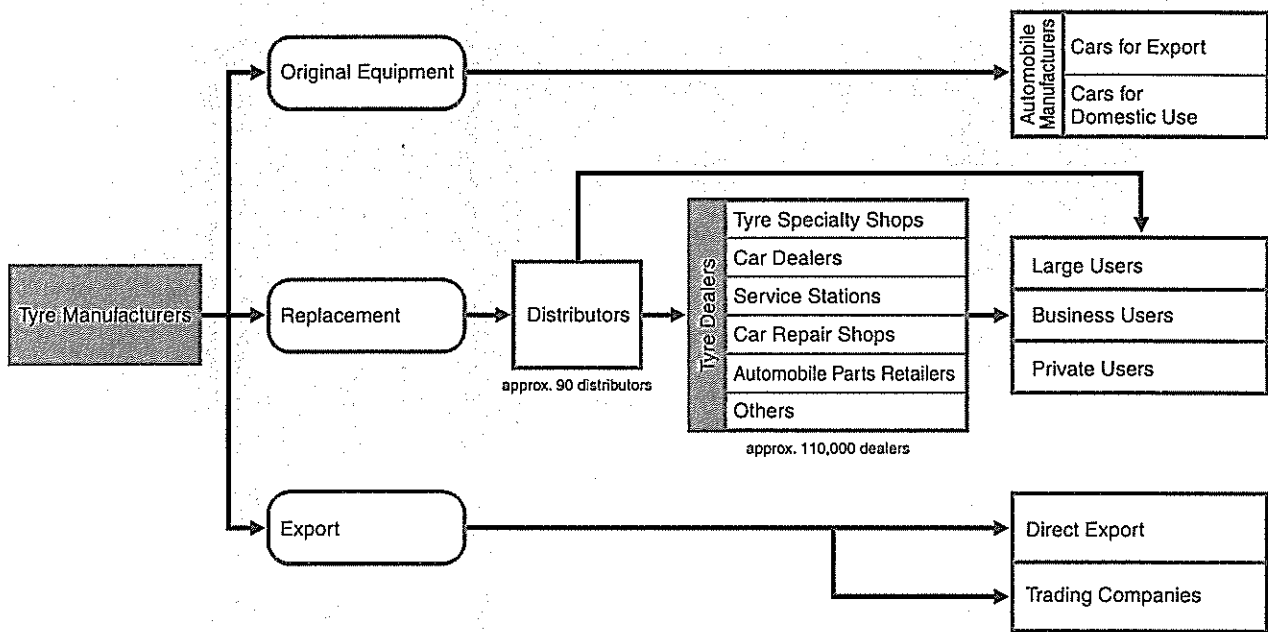 Original Equipment
Automobile
Manufacturers
Cars for Export
Cars for
Domestic Use
Tyre Manufacturers
Replacement
Distributors
approx. 90 distributors
Tyre Dealers
Tyre Specialty Shops
Car Dealers
Service Stations
Car Repair Shops
Automobile Parts Retailers
Others
approx. 110,000 dealers
Large Users
Business Users
Private Users
Export
Direct Export
Trading Companies